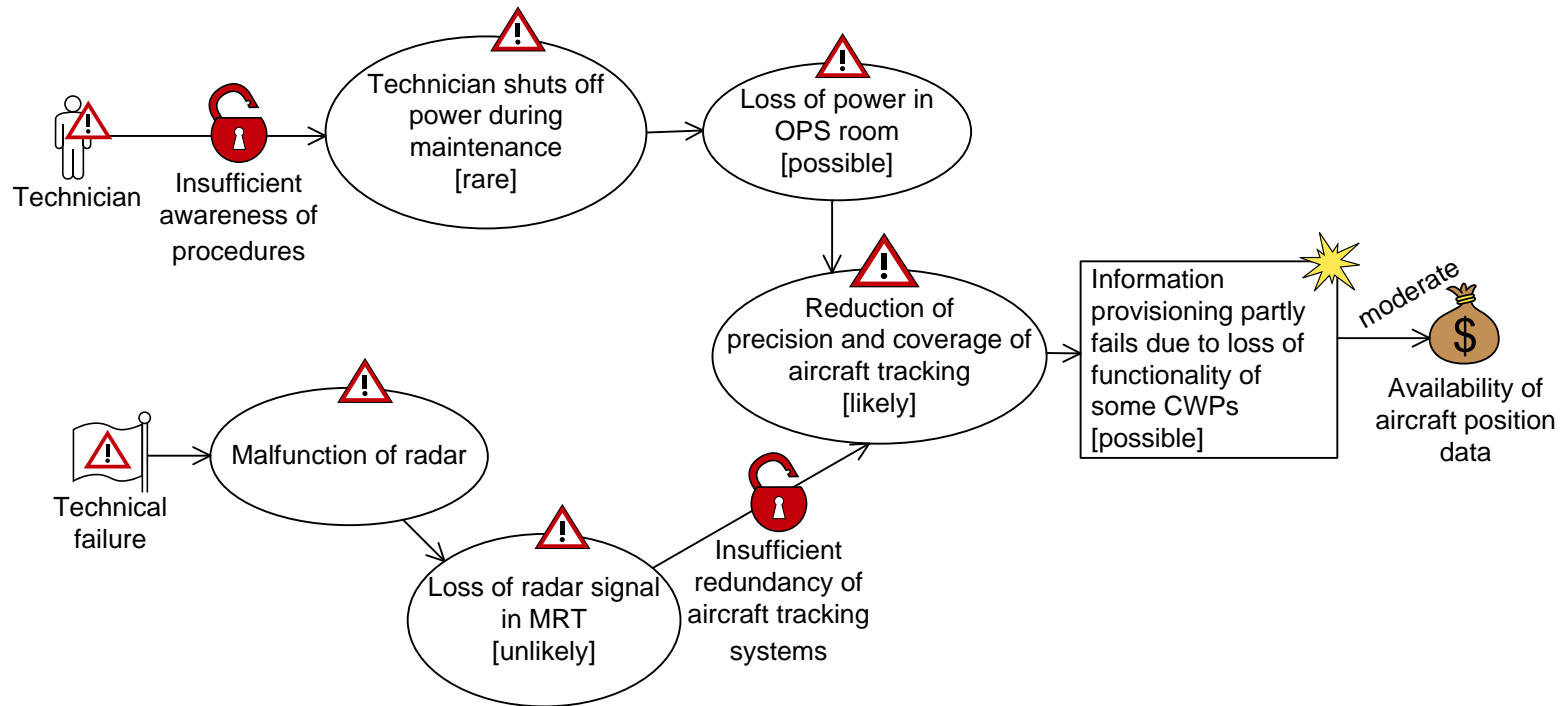 Technician
Insufficient
awareness of
procedures
Technician shuts off
power during
maintenance
[rare]
Loss of power in
OPS room
[possible]
Reduction of
precision and coverage of
aircraft tracking
[likely]
Information
provisioning partly
fails due to loss of
functionality of
some CWPs
[possible]
moderate
$
Availability of
aircraft position
data
Technical
failure
Malfunction of radar
Loss of radar signal
in MRT
[unlikely]
Insufficient
redundancy of
aircraft tracking
systems